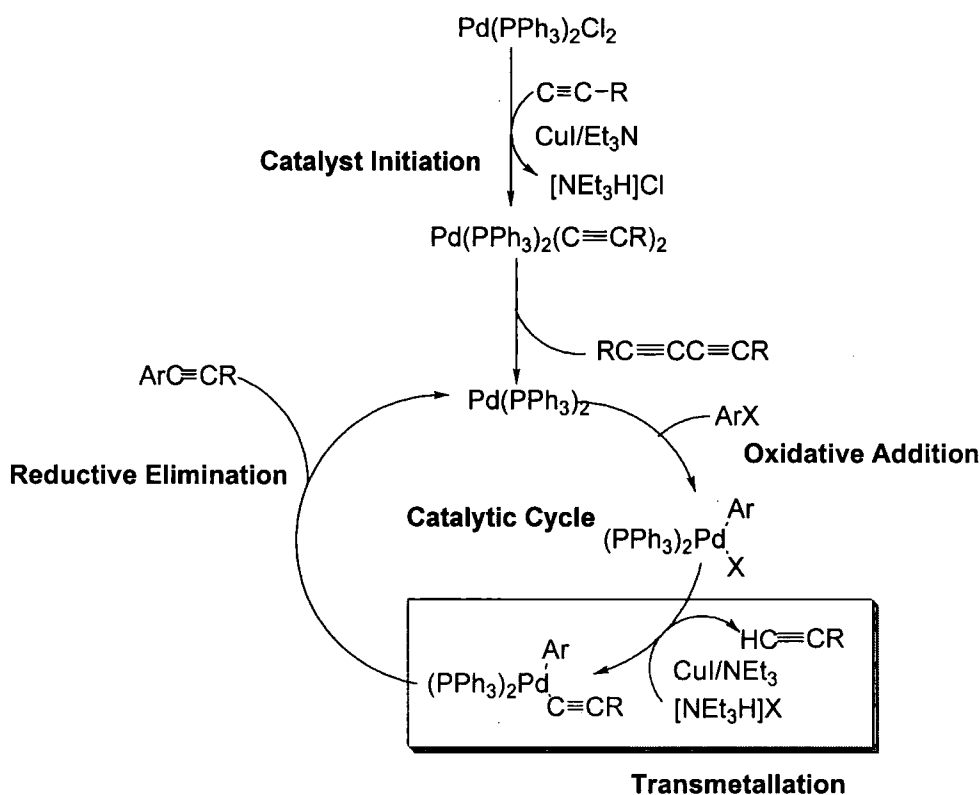 Pd(PPh₃)₂Cl₂
C≡C–R
CuI/Et₃N
Catalyst Initiation
[NEt₃H]Cl
Pd(PPh₃)₂(C≡CR)₂
RC≡CC≡CR
ArC≡CR
Pd(PPh₃)₂
ArX
Oxidative Addition
Reductive Elimination
Catalytic Cycle
Ar
(PPh₃)₂Pd
X
HC≡CR
Ar
CuI/NEt₃
(PPh₃)₂Pd
C≡CR
[NEt₃H]X
Transmetallation